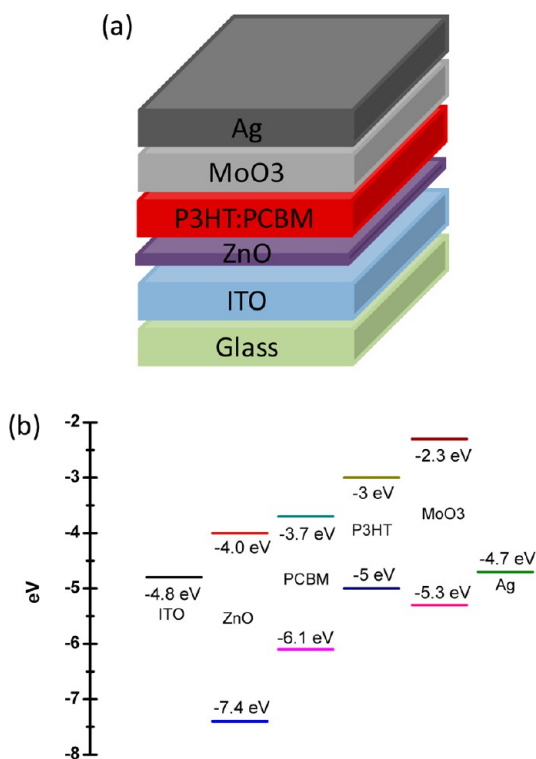 (a)
Ag
MoO3
P3HT:PCBM
ZnO
ITO
Glass
(b)
eV
-2
-3
-4
-5
-6
-7
-8
-4.8 eV
ITO
-4.0 eV
ZnO
-7.4 eV
-3.7 eV
PCBM
-6.1 eV
-3 eV
P3HT
-5 eV
-2.3 eV
MoO3
-5.3 eV
-4.7 eV
Ag